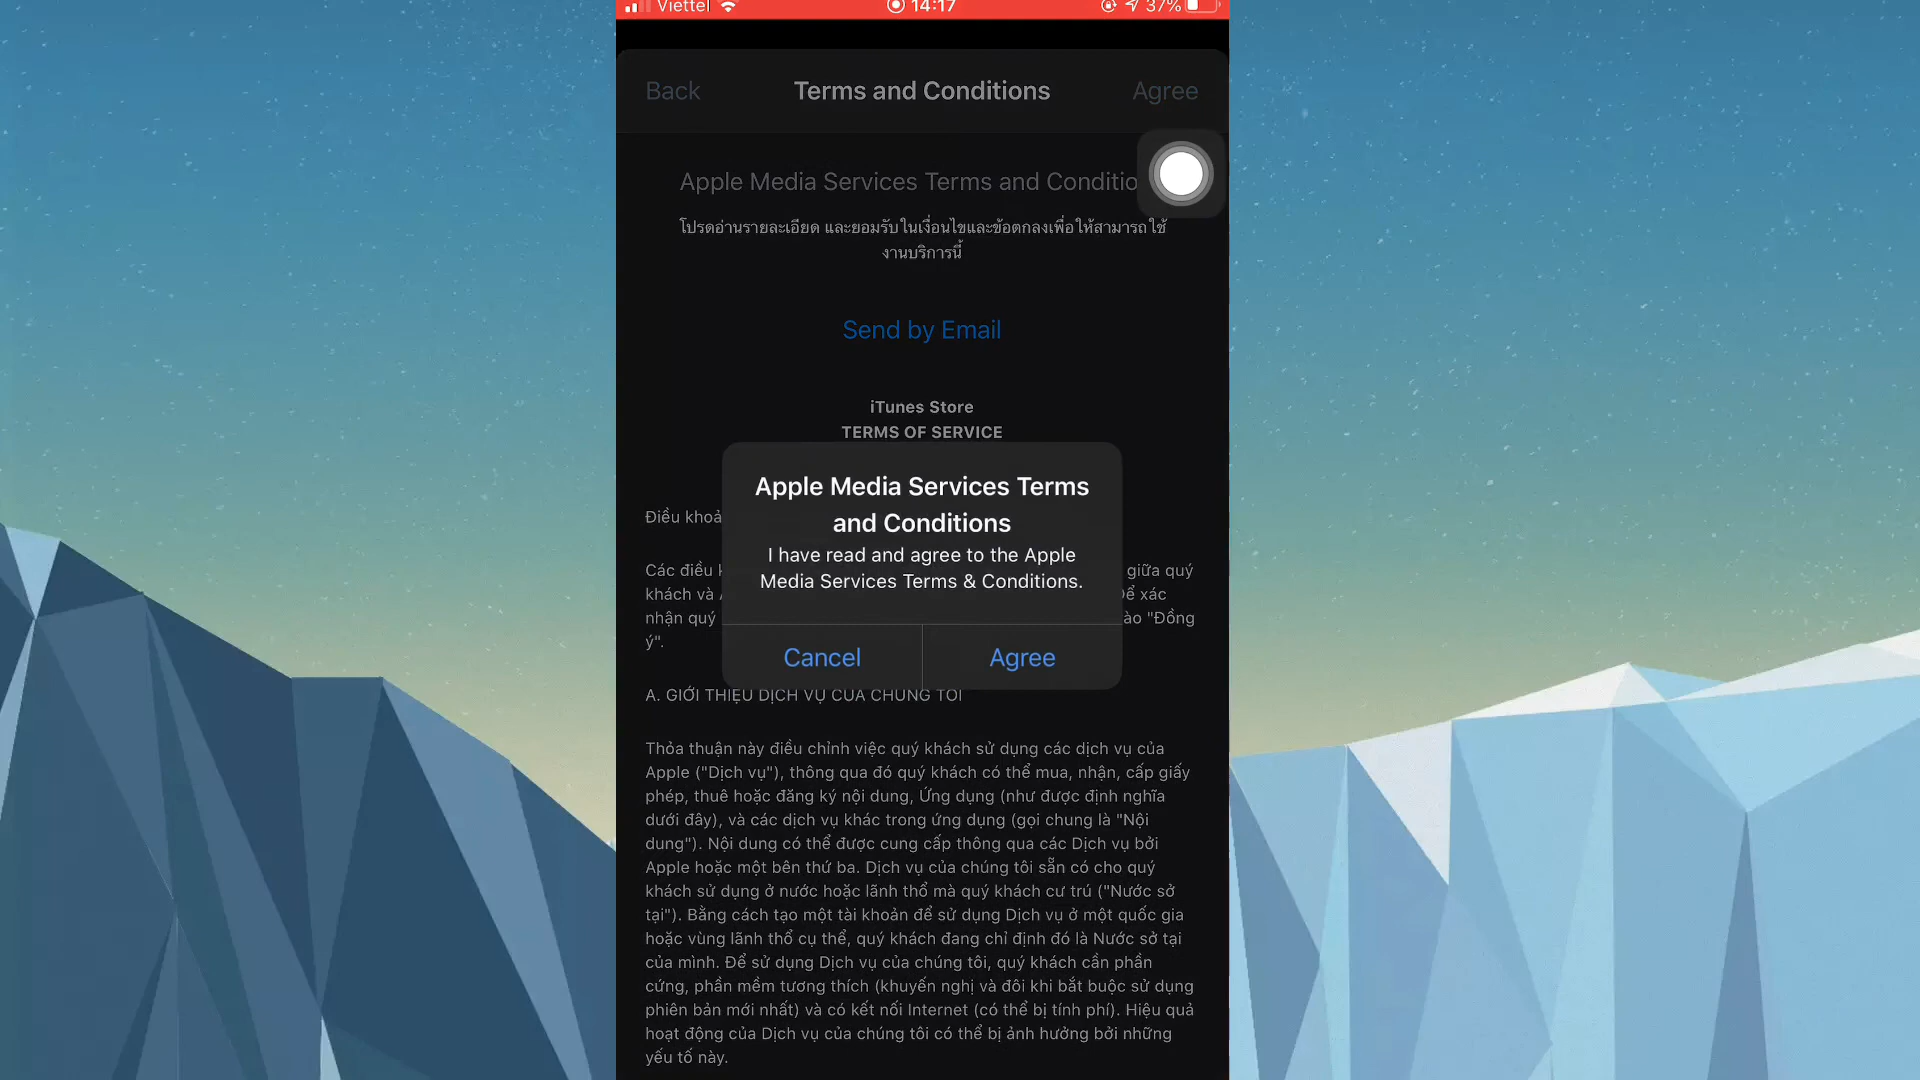 Viettel 14:17 37%
Back Terms and Conditions Agree
Apple Media Services Terms and Conditio
โปรดอ่านรายละเอียด และยอมรับในเงื่อนไขและข้อตกลงเพื่อให้สามารถใช้
งานบริการนี้
Send by Email
iTunes Store
TERMS OF SERVICE
Apple Media Services Terms
and Conditions
I have read and agree to the Apple
Media Services Terms & Conditions.
Cancel Agree
Điều khoả
Các điều k giữa quý
khách và Để xác
nhận quý ào "Đồng
ý".
A. GIỚI THIỆU DỊCH VỤ CỦA CHÚNG TÔI
Thỏa thuận này điều chỉnh việc quý khách sử dụng các dịch vụ của
Apple ("Dịch vụ"), thông qua đó quý khách có thể mua, nhận, cấp giấy
phép, thuê hoặc đăng ký nội dung, Ứng dụng (như được định nghĩa
dưới đây), và các dịch vụ khác trong ứng dụng (gọi chung là "Nội
dung"). Nội dung có thể được cung cấp thông qua các Dịch vụ bởi
Apple hoặc một bên thứ ba. Dịch vụ của chúng tôi sẵn có cho quý
khách sử dụng ở nước hoặc lãnh thổ mà quý khách cư trú ("Nước sở
tại"). Bằng cách tạo một tài khoản để sử dụng Dịch vụ ở một quốc gia
hoặc vùng lãnh thổ cụ thể, quý khách đang chỉ định đó là Nước sở tại
của mình. Để sử dụng Dịch vụ của chúng tôi, quý khách cần phần
cứng, phần mềm tương thích (khuyến nghị và đôi khi bắt buộc sử dụng
phiên bản mới nhất) và có kết nối Internet (có thể bị tính phí). Hiệu quả
hoạt động của Dịch vụ của chúng tôi có thể bị ảnh hưởng bởi những
yếu tố này.